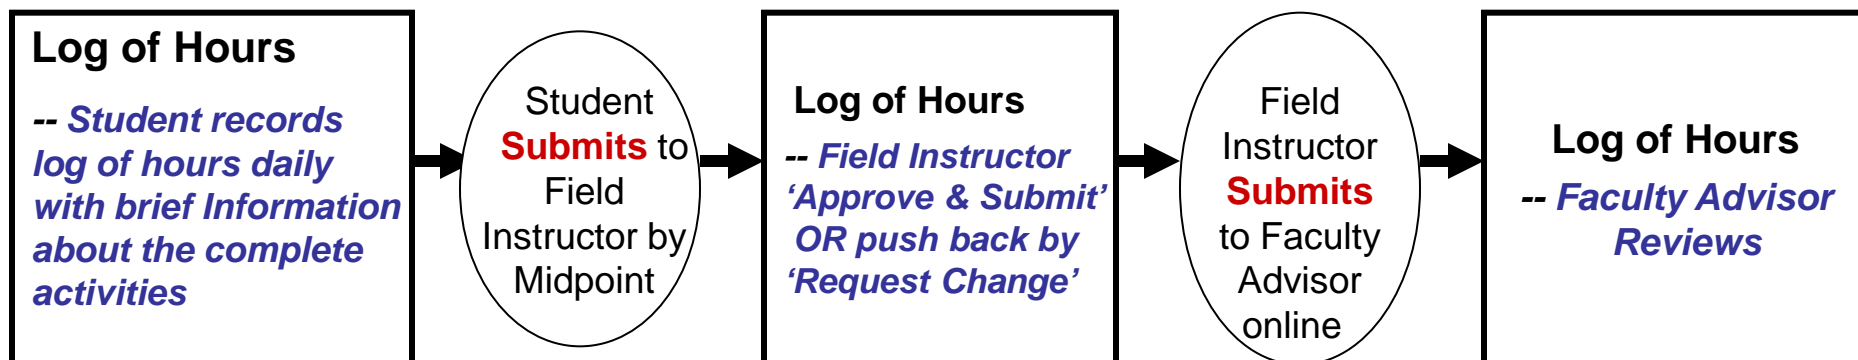 Log of Hours
-- Student records
log of hours daily
with brief Information
about the complete
activities
Student
Submits to
Field
Instructor by
Midpoint
Log of Hours
-- Field Instructor
‘Approve & Submit’
OR push back by
‘Request Change’
Field
Instructor
Submits
to Faculty
Advisor
online
Log of Hours
-- Faculty Advisor
Reviews